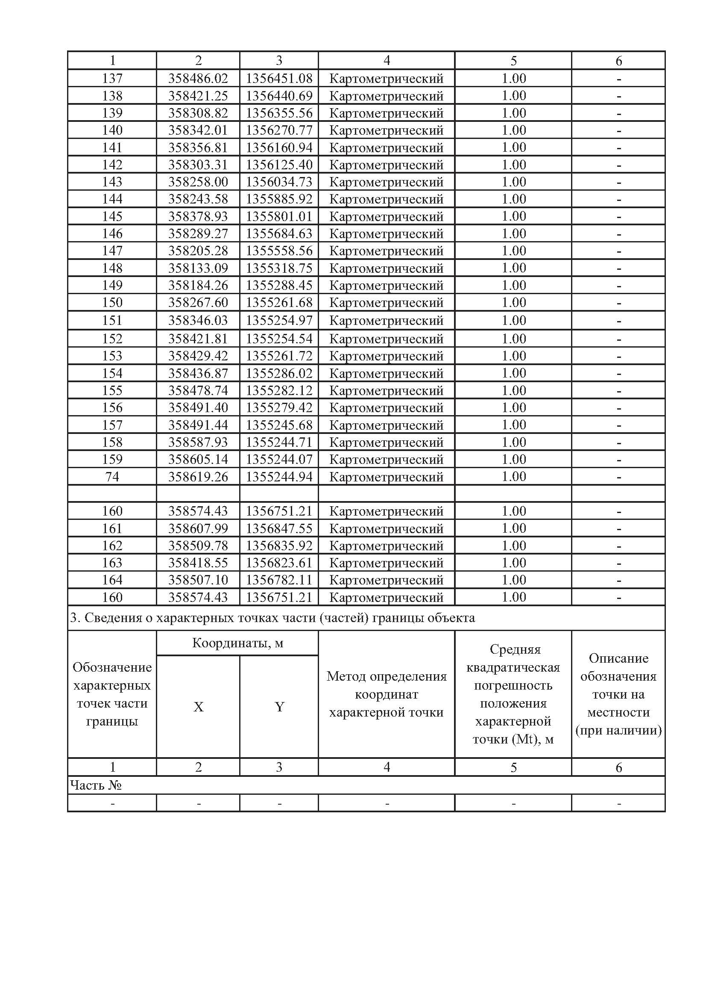 1 2 3 4 5 6
137 358486.02 1356451.08 Картометрический 1.00 -
138 358421.25 1356440.69 Картометрический 1.00 -
139 358308.82 1356355.56 Картометрический 1.00 -
140 358342.01 1356270.77 Картометрический 1.00 -
141 358356.81 1356160.94 Картометрический 1.00 -
142 358303.31 1356125.40 Картометрический 1.00 -
143 358258.00 1356034.73 Картометрический 1.00 -
144 358243.58 1355885.92 Картометрический 1.00 -
145 358378.93 1355801.01 Картометрический 1.00 -
146 358289.27 1355684.63 Картометрический 1.00 -
147 358205.28 1355558.56 Картометрический 1.00 -
148 358133.09 1355318.75 Картометрический 1.00 -
149 358184.26 1355288.45 Картометрический 1.00 -
150 358267.60 1355261.68 Картометрический 1.00 -
151 358346.03 1355254.97 Картометрический 1.00 -
152 358421.81 1355254.54 Картометрический 1.00 -
153 358429.42 1355261.72 Картометрический 1.00 -
154 358436.87 1355286.02 Картометрический 1.00 -
155 358478.74 1355282.12 Картометрический 1.00 -
156 358491.40 1355279.42 Картометрический 1.00 -
157 358491.44 1355245.68 Картометрический 1.00 -
158 358587.93 1355244.71 Картометрический 1.00 -
159 358605.14 1355244.07 Картометрический 1.00 -
74 358619.26 1355244.94 Картометрический 1.00 -
160 358574.43 1356751.21 Картометрический 1.00 -
161 358607.99 1356847.55 Картометрический 1.00 -
162 358509.78 1356835.92 Картометрический 1.00 -
163 358418.55 1356823.61 Картометрический 1.00 -
164 358507.10 1356782.11 Картометрический 1.00 -
160 358574.43 1356751.21 Картометрический 1.00 -
3. Сведения о характерных точках части (частей) границы объекта
Обозначение
характерных
точек части
границы
Координаты, м
X Y
Метод определения
координат
характерной точки
Средняя
квадратическая
погрешность
положения
характерной
точки (Mt), м
Описание
обозначения
точки на
местности
(при наличии)
1 2 3 4 5 6
Часть №
- - - - - -